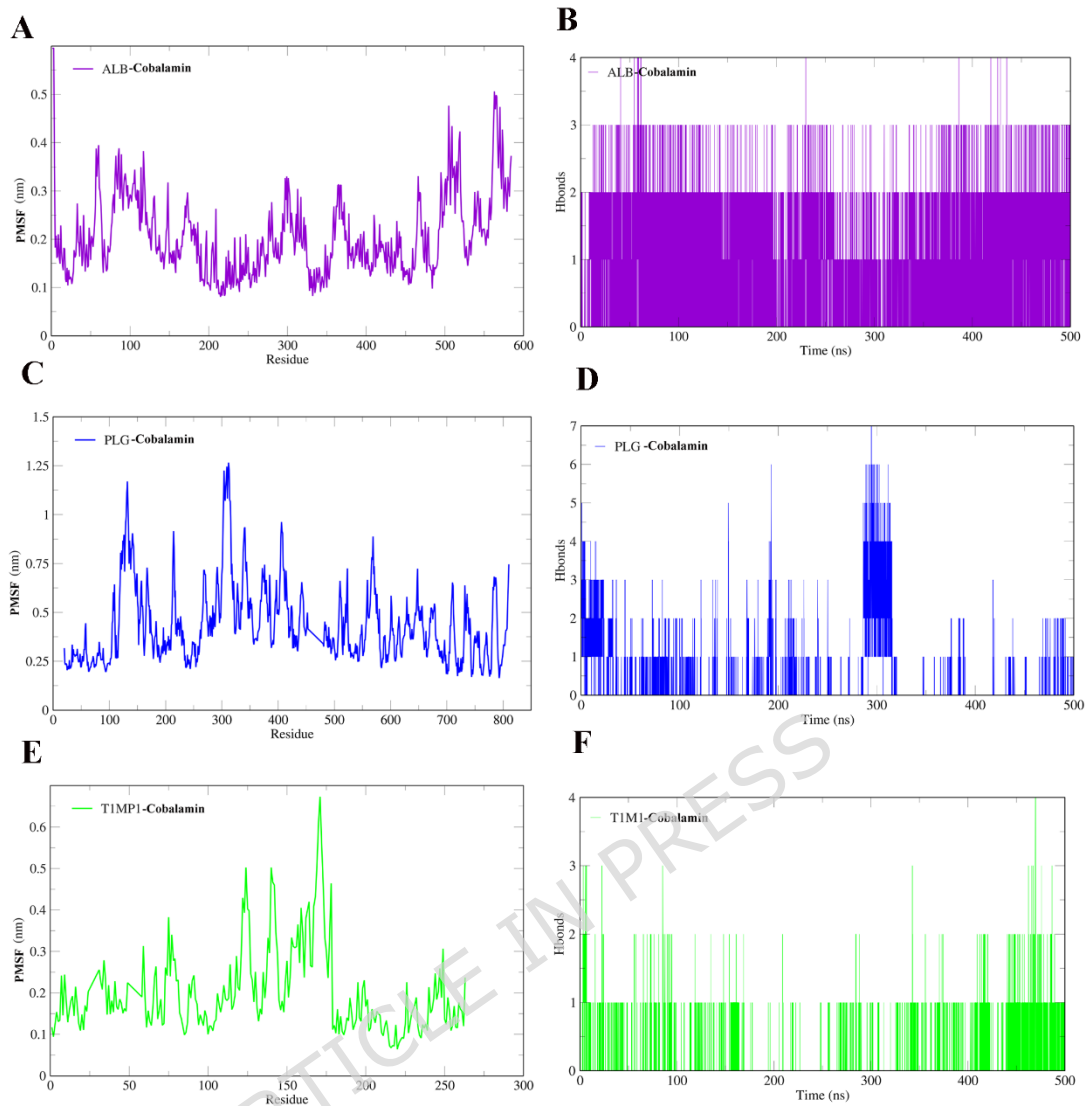 A
ALB-Cobalamin
PMSF (nm)
0.5
0.4
0.3
0.2
0.1
0
0 100 200 300 400 500 600
Residue
B
ALB-Cobalamin
Hbonds
4
3
2
1
0
0 100 200 300 400 500
Time (ns)
C
PLG-Cobalamin
PMSF (nm)
1.5
1.25
1
0.75
0.5
0.25
0
0 100 200 300 400 500 600 700 800
Residue
D
PLG-Cobalamin
Hbonds
7
6
5
4
3
2
1
0
0 100 200 300 400 500
Time (ns)
E
T1MP1-Cobalamin
PMSF (nm)
0.6
0.5
0.4
0.3
0.2
0.1
0
0 50 100 150 200 250 300
Residue
F
T1M1-Cobalamin
Hbonds
4
3
2
1
0
0 100 200 300 400 500
Time (ns)
RTICLE IN PRESS